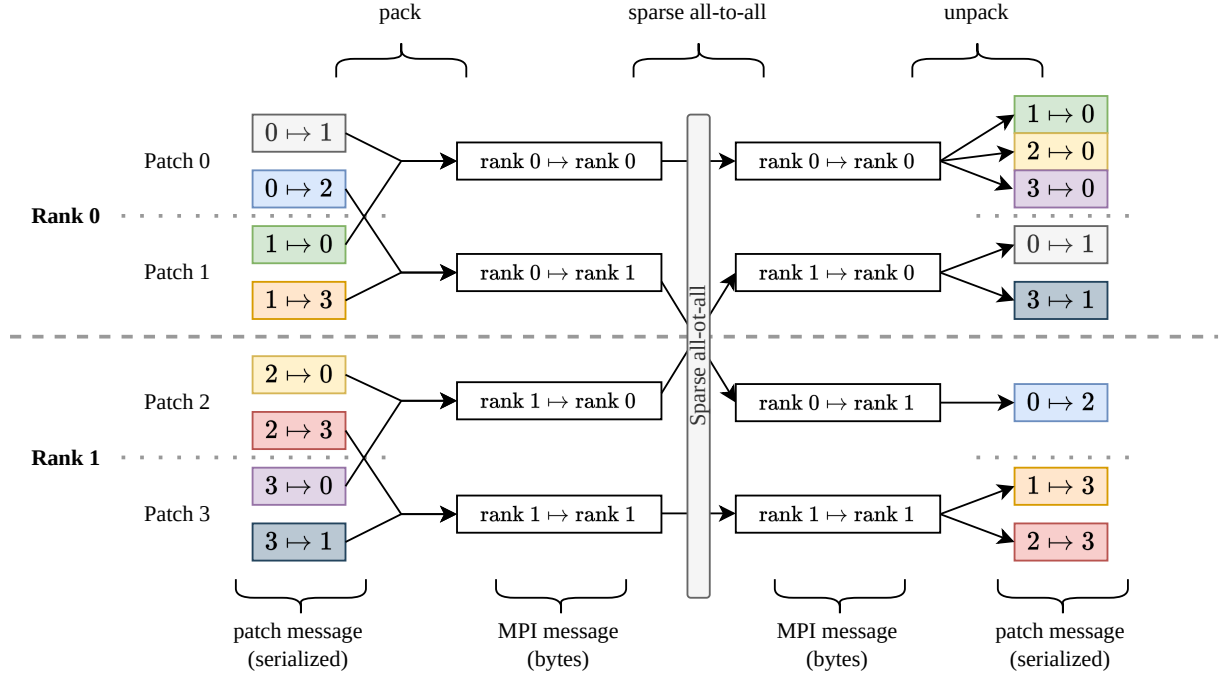 pack
sparse all-to-all
unpack
Patch 0
0 ↦ 1
0 ↦ 2
rank 0 ↦ rank 0
rank 0 ↦ rank 0
1 ↦ 0
2 ↦ 0
3 ↦ 0
Rank 0
Patch 1
1 ↦ 0
1 ↦ 3
rank 0 ↦ rank 1
rank 1 ↦ rank 0
0 ↦ 1
3 ↦ 1
Sparse all-ot-all
Patch 2
2 ↦ 0
2 ↦ 3
rank 1 ↦ rank 0
rank 0 ↦ rank 1
0 ↦ 2
Rank 1
Patch 3
3 ↦ 0
3 ↦ 1
rank 1 ↦ rank 1
rank 1 ↦ rank 1
1 ↦ 3
2 ↦ 3
patch message
(serialized)
MPI message
(bytes)
MPI message
(bytes)
patch message
(serialized)